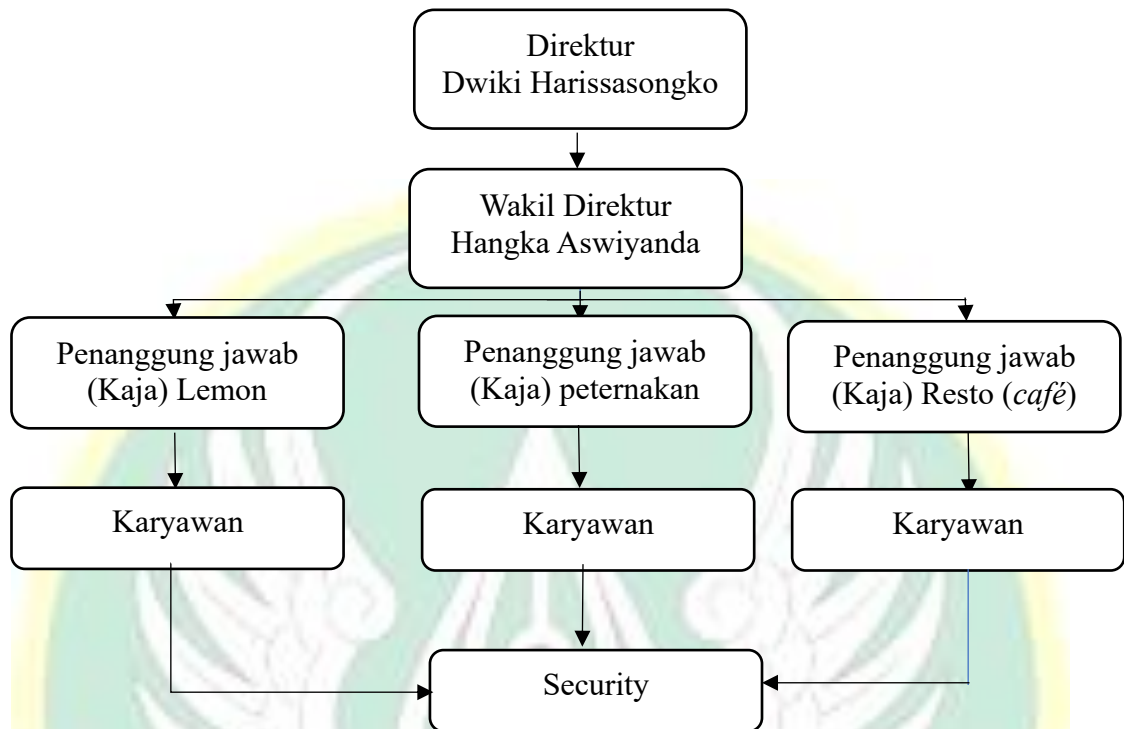 Direktur
Dwiki Harissasongko
Wakil Direktur
Hangka Aswiyanda
Penanggung jawab
(Kaja) Lemon
Penanggung jawab
(Kaja) peternakan
Penanggung jawab
(Kaja) Resto (café)
Karyawan
Karyawan
Karyawan
Security